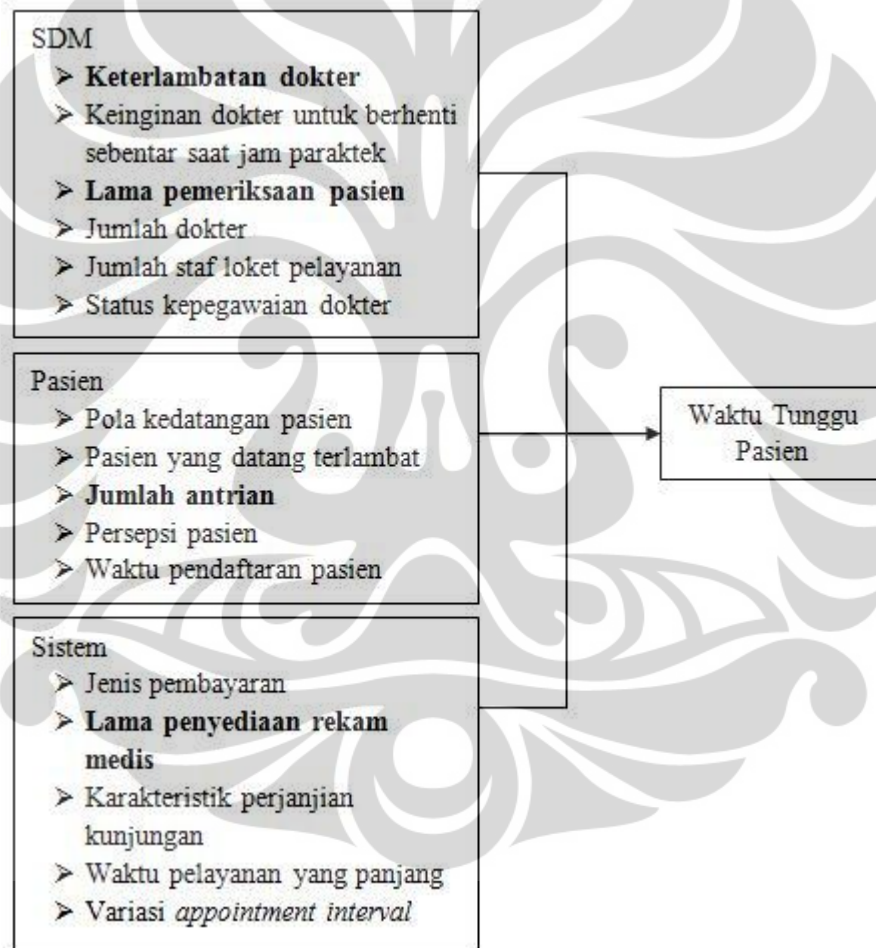 SDM
➢ Keterlambatan dokter
➢ Keinginan dokter untuk berhenti
sebentar saat jam paraktek
➢ Lama pemeriksaan pasien
➢ Jumlah dokter
➢ Jumlah staf loket pelayanan
➢ Status kepegawaian dokter
Pasien
➢ Pola kedatangan pasien
➢ Pasien yang datang terlambat
➢ Jumlah antrian
➢ Persepsi pasien
➢ Waktu pendaftaran pasien
Sistem
➢ Jenis pembayaran
➢ Lama penyediaan rekam
medis
➢ Karakteristik perjanjian
kunjungan
➢ Waktu pelayanan yang panjang
➢ Variasi appointment interval
Waktu Tunggu
Pasien